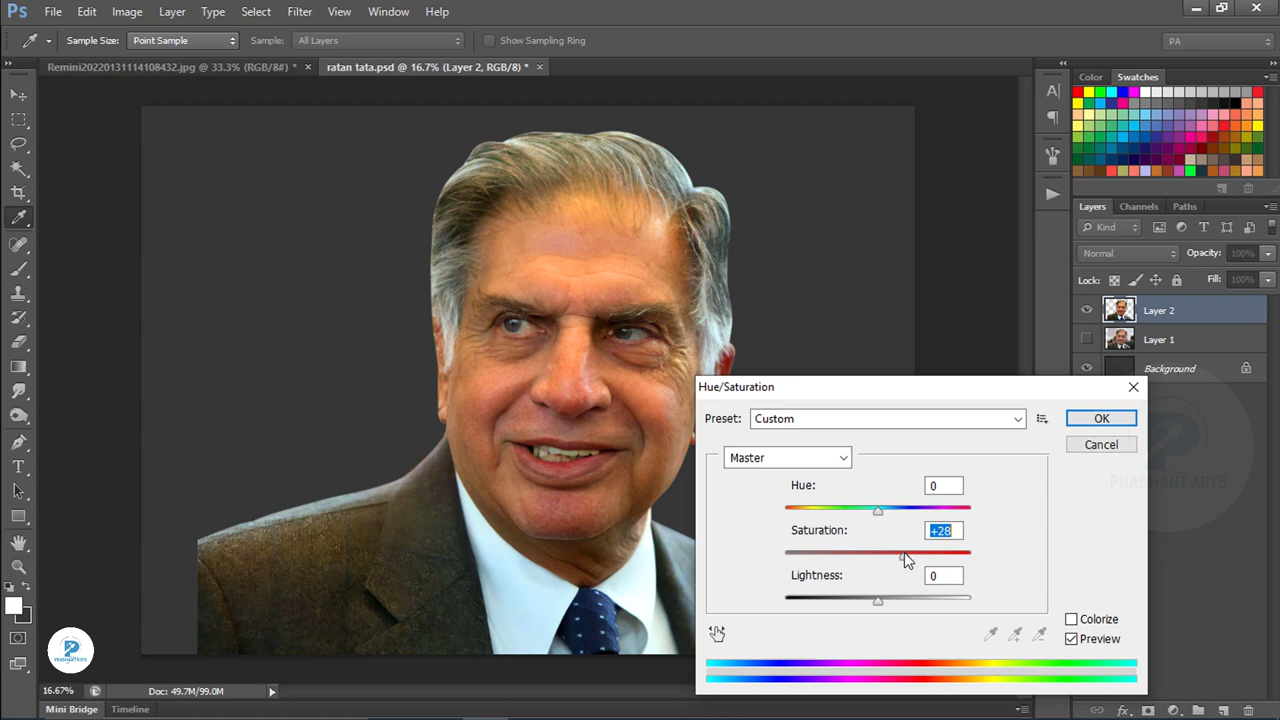 Ps File Edit Image Layer Type Select Filter View Window Help
Sample Size: Point Sample Sample: All Layers Show Sampling Ring PA
Remini20220131114108432.jpg @ 33.3% (RGB/8#) * × ratan tata.psd @ 16.7% (Layer 2, RGB/8) * ×
Color Swatches
Layers Channels Paths
Kind
Normal Opacity: 100%
Lock: Fill: 100%
Layer 2
Layer 1
Background
Hue/Saturation
Preset: Custom OK
Cancel
Master
Hue: 0
Saturation: +28
Lightness: 0
Colorize
Preview
PRASHANT ARTS
PRASHANT ARTS
16.67% Doc: 49.7M/99.0M
Mini Bridge Timeline